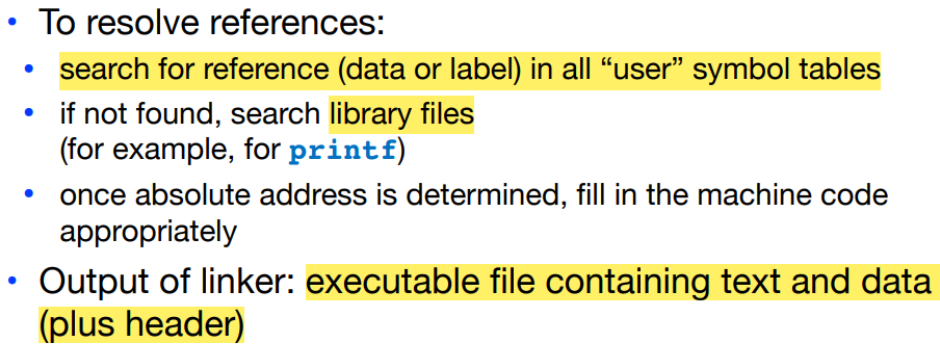 • To resolve references:
• search for reference (data or label) in all “user” symbol tables
• if not found, search library files
(for example, for printf)
• once absolute address is determined, fill in the machine code
appropriately
• Output of linker: executable file containing text and data
(plus header)